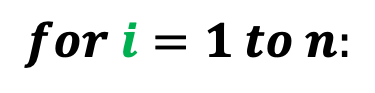 for i = 1 to n: